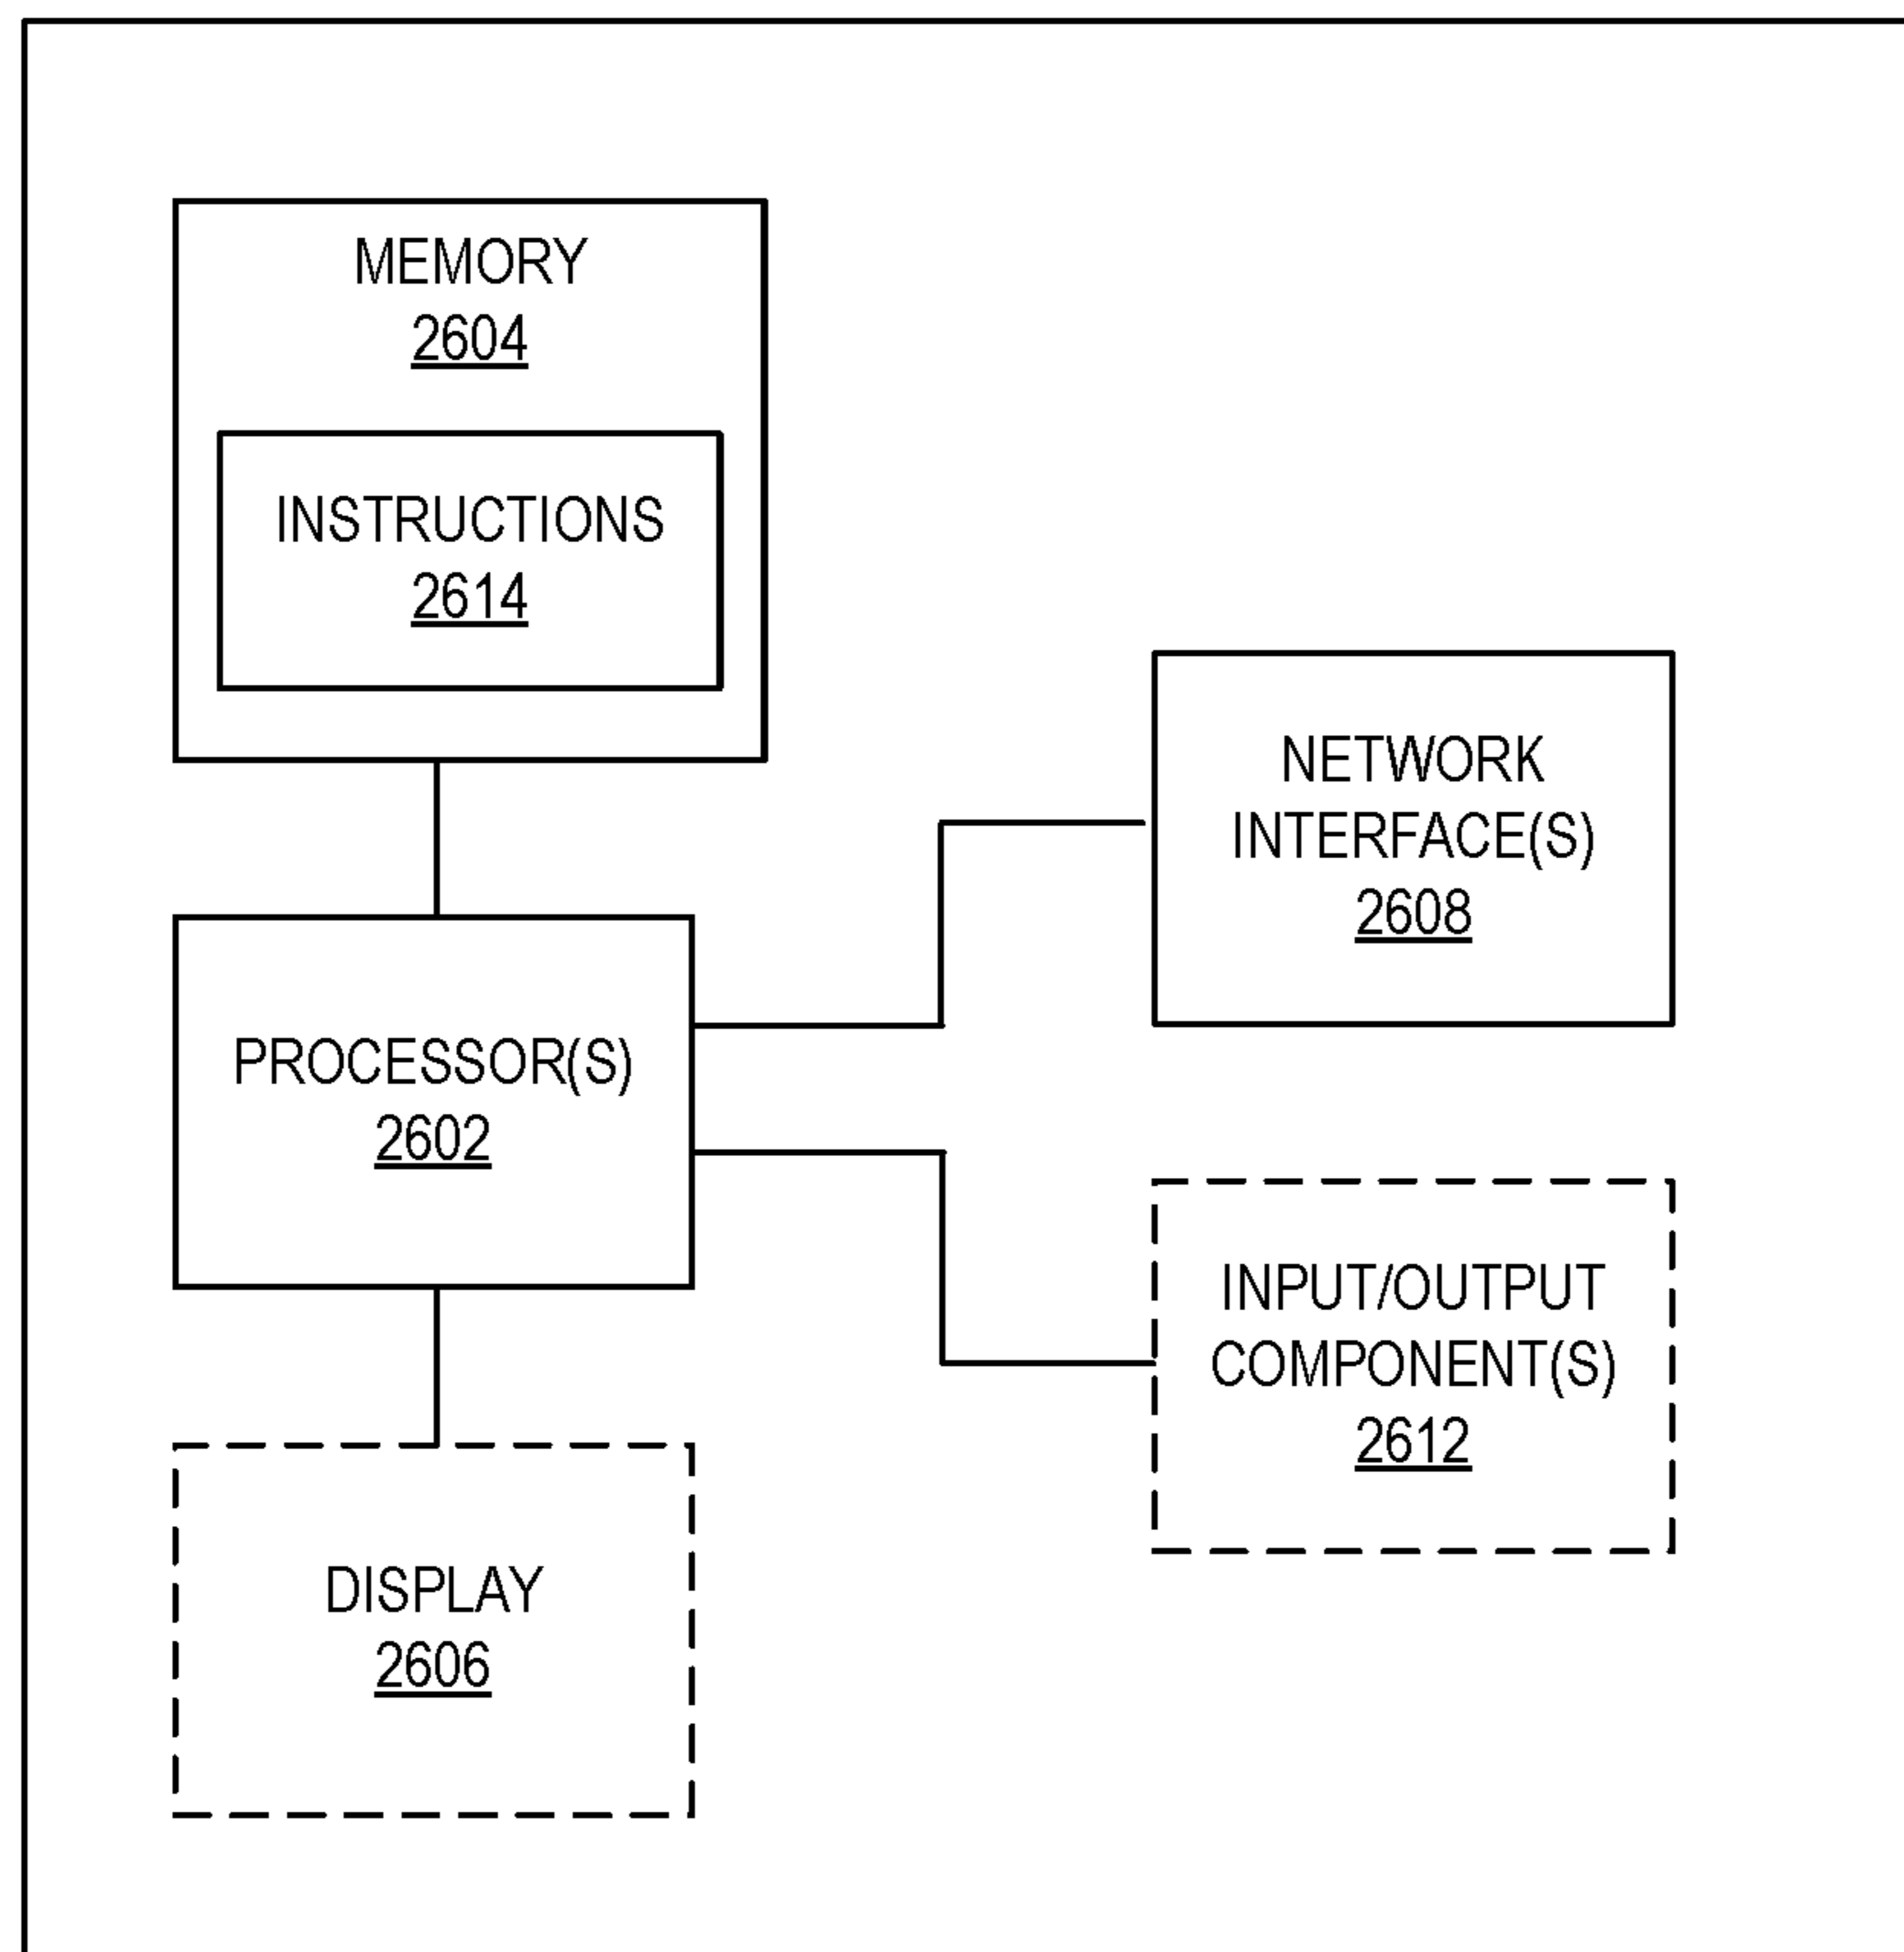 MEMORY
2604
INSTRUCTIONS
2614
NETWORK
INTERFACE(S)
2608
PROCESSOR(S)
2602
INPUT/OUTPUT
COMPONENT(S)
2612
DISPLAY
2606